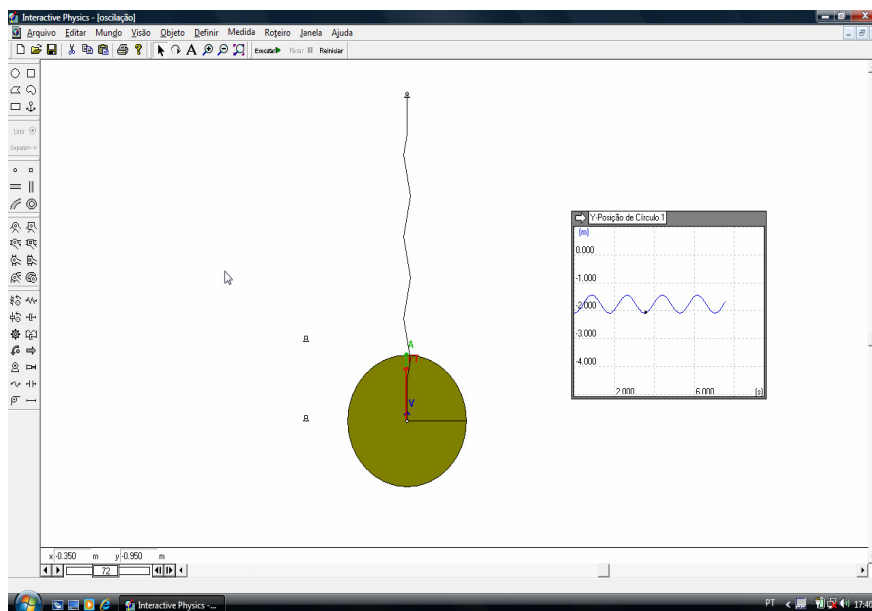 Interactive Physics - [oscilação]
Arquivo Editar Mundo Visão Objeto Definir Medida Roteiro Janela Ajuda
Executar Parar Reiniciar
Unir
Separam-o
Y-Posição de Círculo 1
(m)
0.000
-1.000
-2.000
-3.000
-4.000
2.000 6.000 (s)
A
T
V
x -0.350 m y -0.950 m
72
Interactive Physics -... PT 17:40